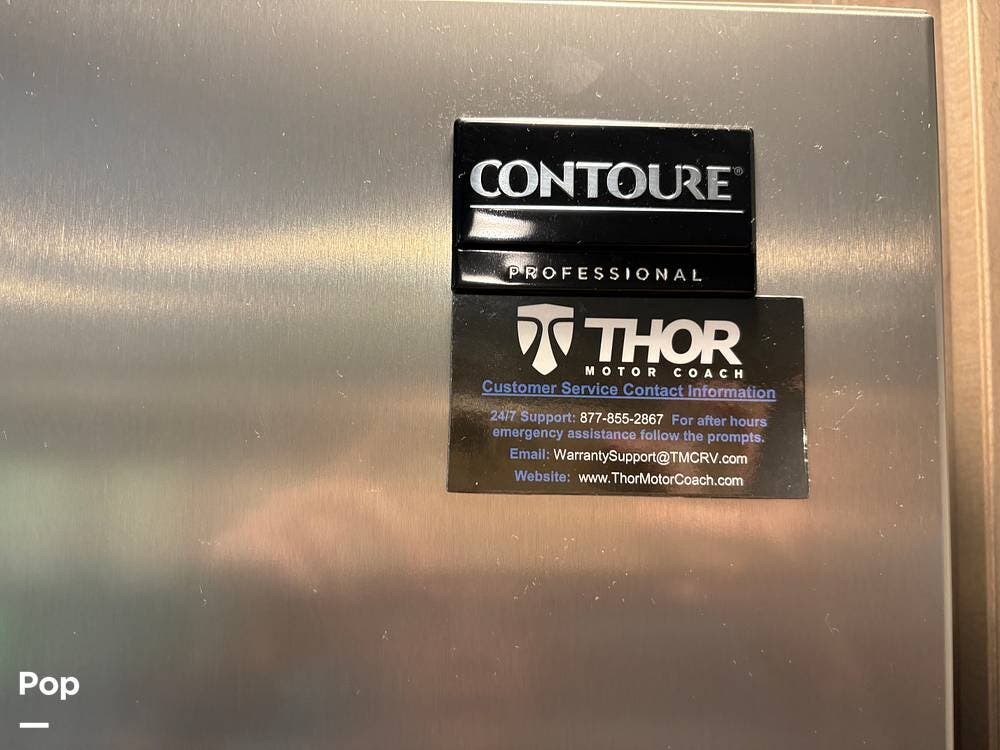 CONTOURE®
PROFESSIONAL
THOR
MOTOR COACH
Customer Service Contact Information
24/7 Support: 877-855-2867 For after hours
emergency assistance follow the prompts.
Email: WarrantySupport@TMCRV.com
Website: www.ThorMotorCoach.com
Pop